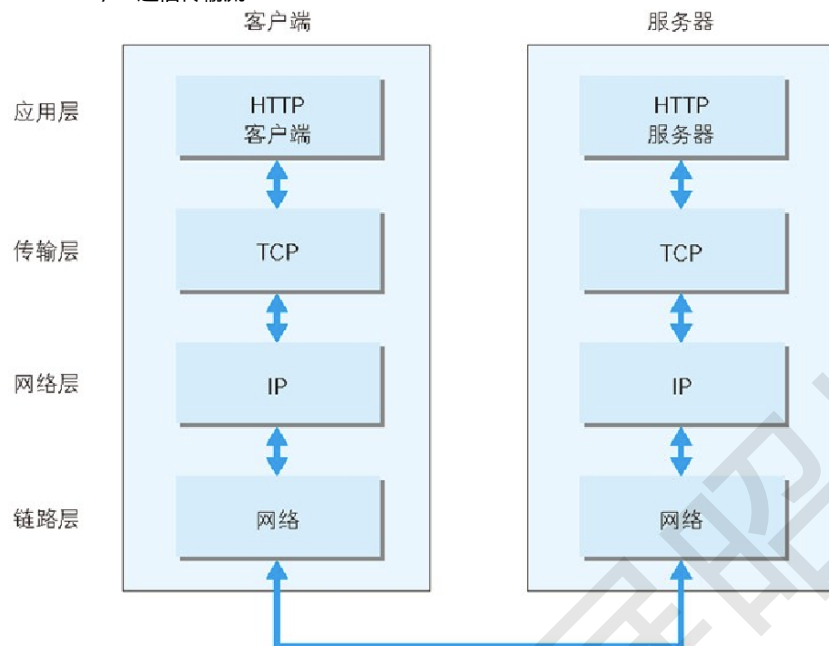 客户端 服务器
应用层
HTTP
客户端
HTTP
服务器
传输层 TCP TCP
网络层 IP IP
链路层 网络 网络